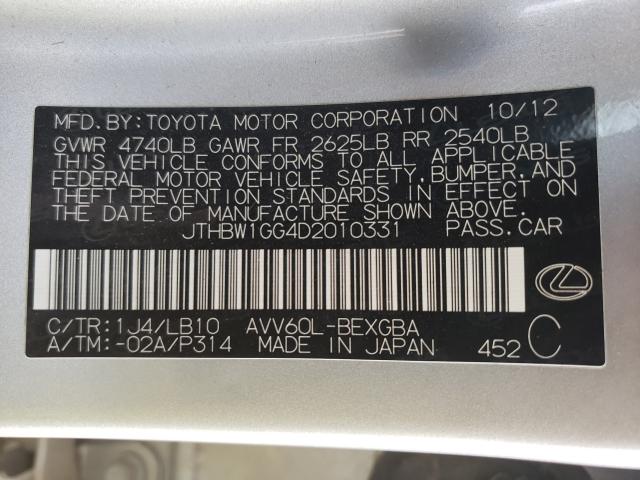 MFD.BY:TOYOTA MOTOR CORPORATION 10/12
GVWR 4740LB GAWR FR 2625LB RR 2540LB
THIS VEHICLE CONFORMS TO ALL APPLICABLE
FEDERAL MOTOR VEHICLE SAFETY,BUMPER,AND
THEFT PREVENTION STANDARDS IN EFFECT ON
THE DATE OF MANUFACTURE SHOWN ABOVE.
JTHBW1GG4D2010331 PASS.CAR
C/TR:1J4/LB10 AVV60L-BEXGBA
A/TM:-02A/P314 MADE IN JAPAN 452 C